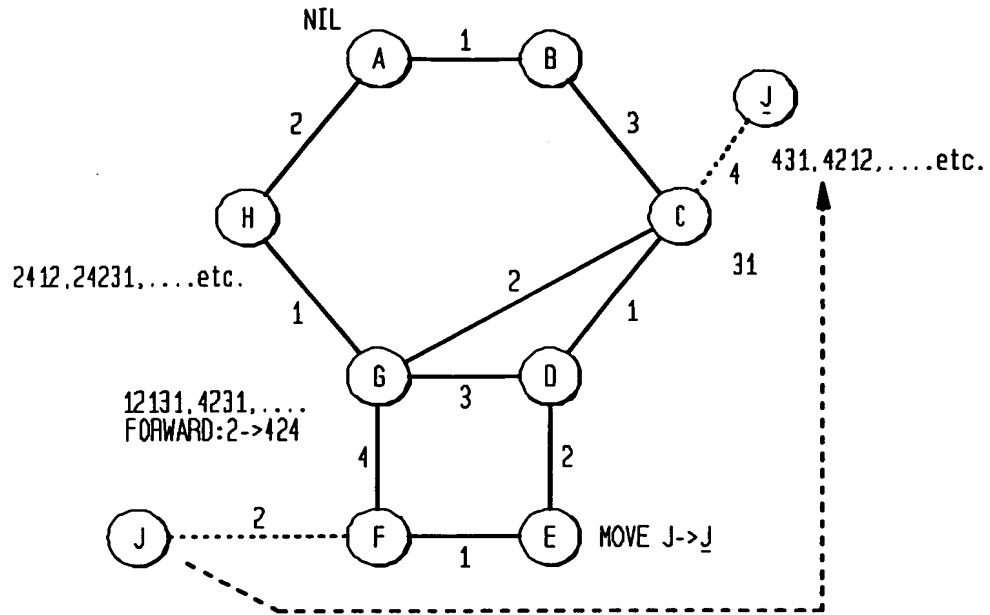 NIL
A
1
B
J
2
3
431,4212,.....etc.
4
H
C
31
2412,24231,....etc.
2
1
1
G
3
D
12131,4231,....
FORWARD:2->424
4
2
J
2
F
1
E
MOVE J->J